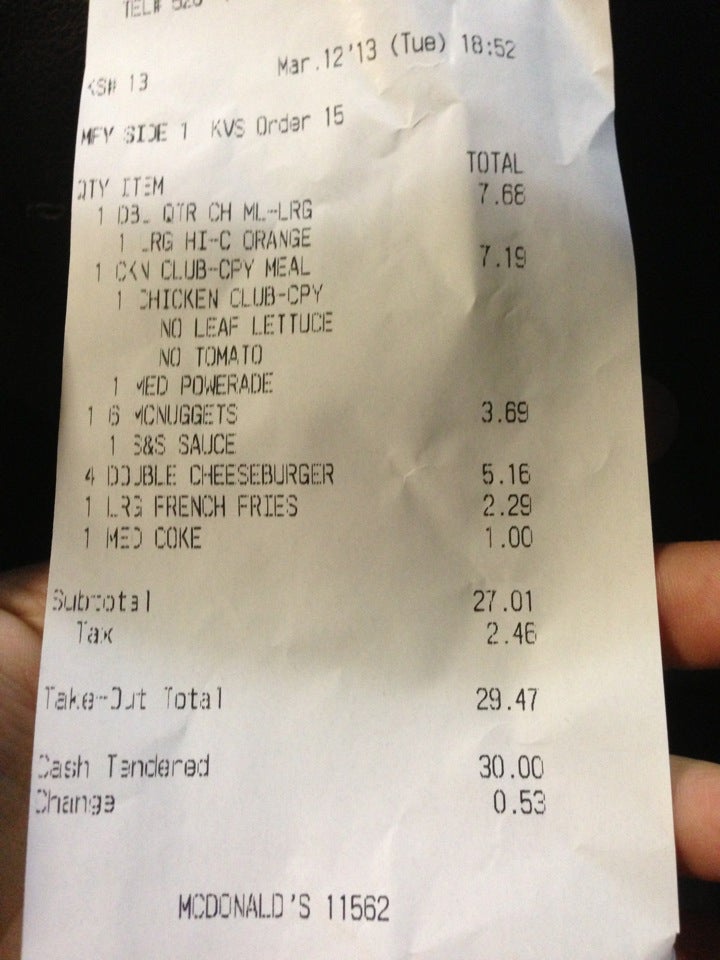 TEL# 520
KS# 13 Mar.12'13 (Tue) 18:52
MFY SIDE 1 KVS Order 15
QTY ITEM TOTAL
1 DBL QTR CH ML-LRG 7.68
1 LRG HI-C ORANGE
1 CKN CLUB-CPY MEAL 7.19
1 CHICKEN CLUB-CPY
NO LEAF LETTUCE
NO TOMATO
1 MED POWERADE
1 6 MCNUGGETS 3.69
1 S&S SAUCE
4 DOUBLE CHEESEBURGER 5.16
1 LRG FRENCH FRIES 2.29
1 MED COKE 1.00
Subtotal 27.01
Tax 2.46
Take-Out Total 29.47
Cash Tendered 30.00
Change 0.53
MCDONALD'S 11562